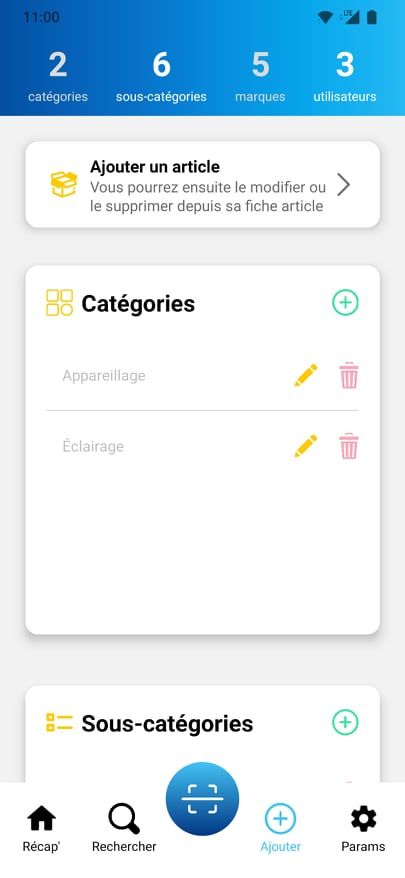 11:00
LTE
2
6
5
3
catégories
sous-catégories
marques
utilisateurs
Ajouter un article
Vous pourrez ensuite le modifier ou
le supprimer depuis sa fiche article
Catégories
Appareillage
Éclairage
Sous-catégories
Récap'
Rechercher
Ajouter
Params